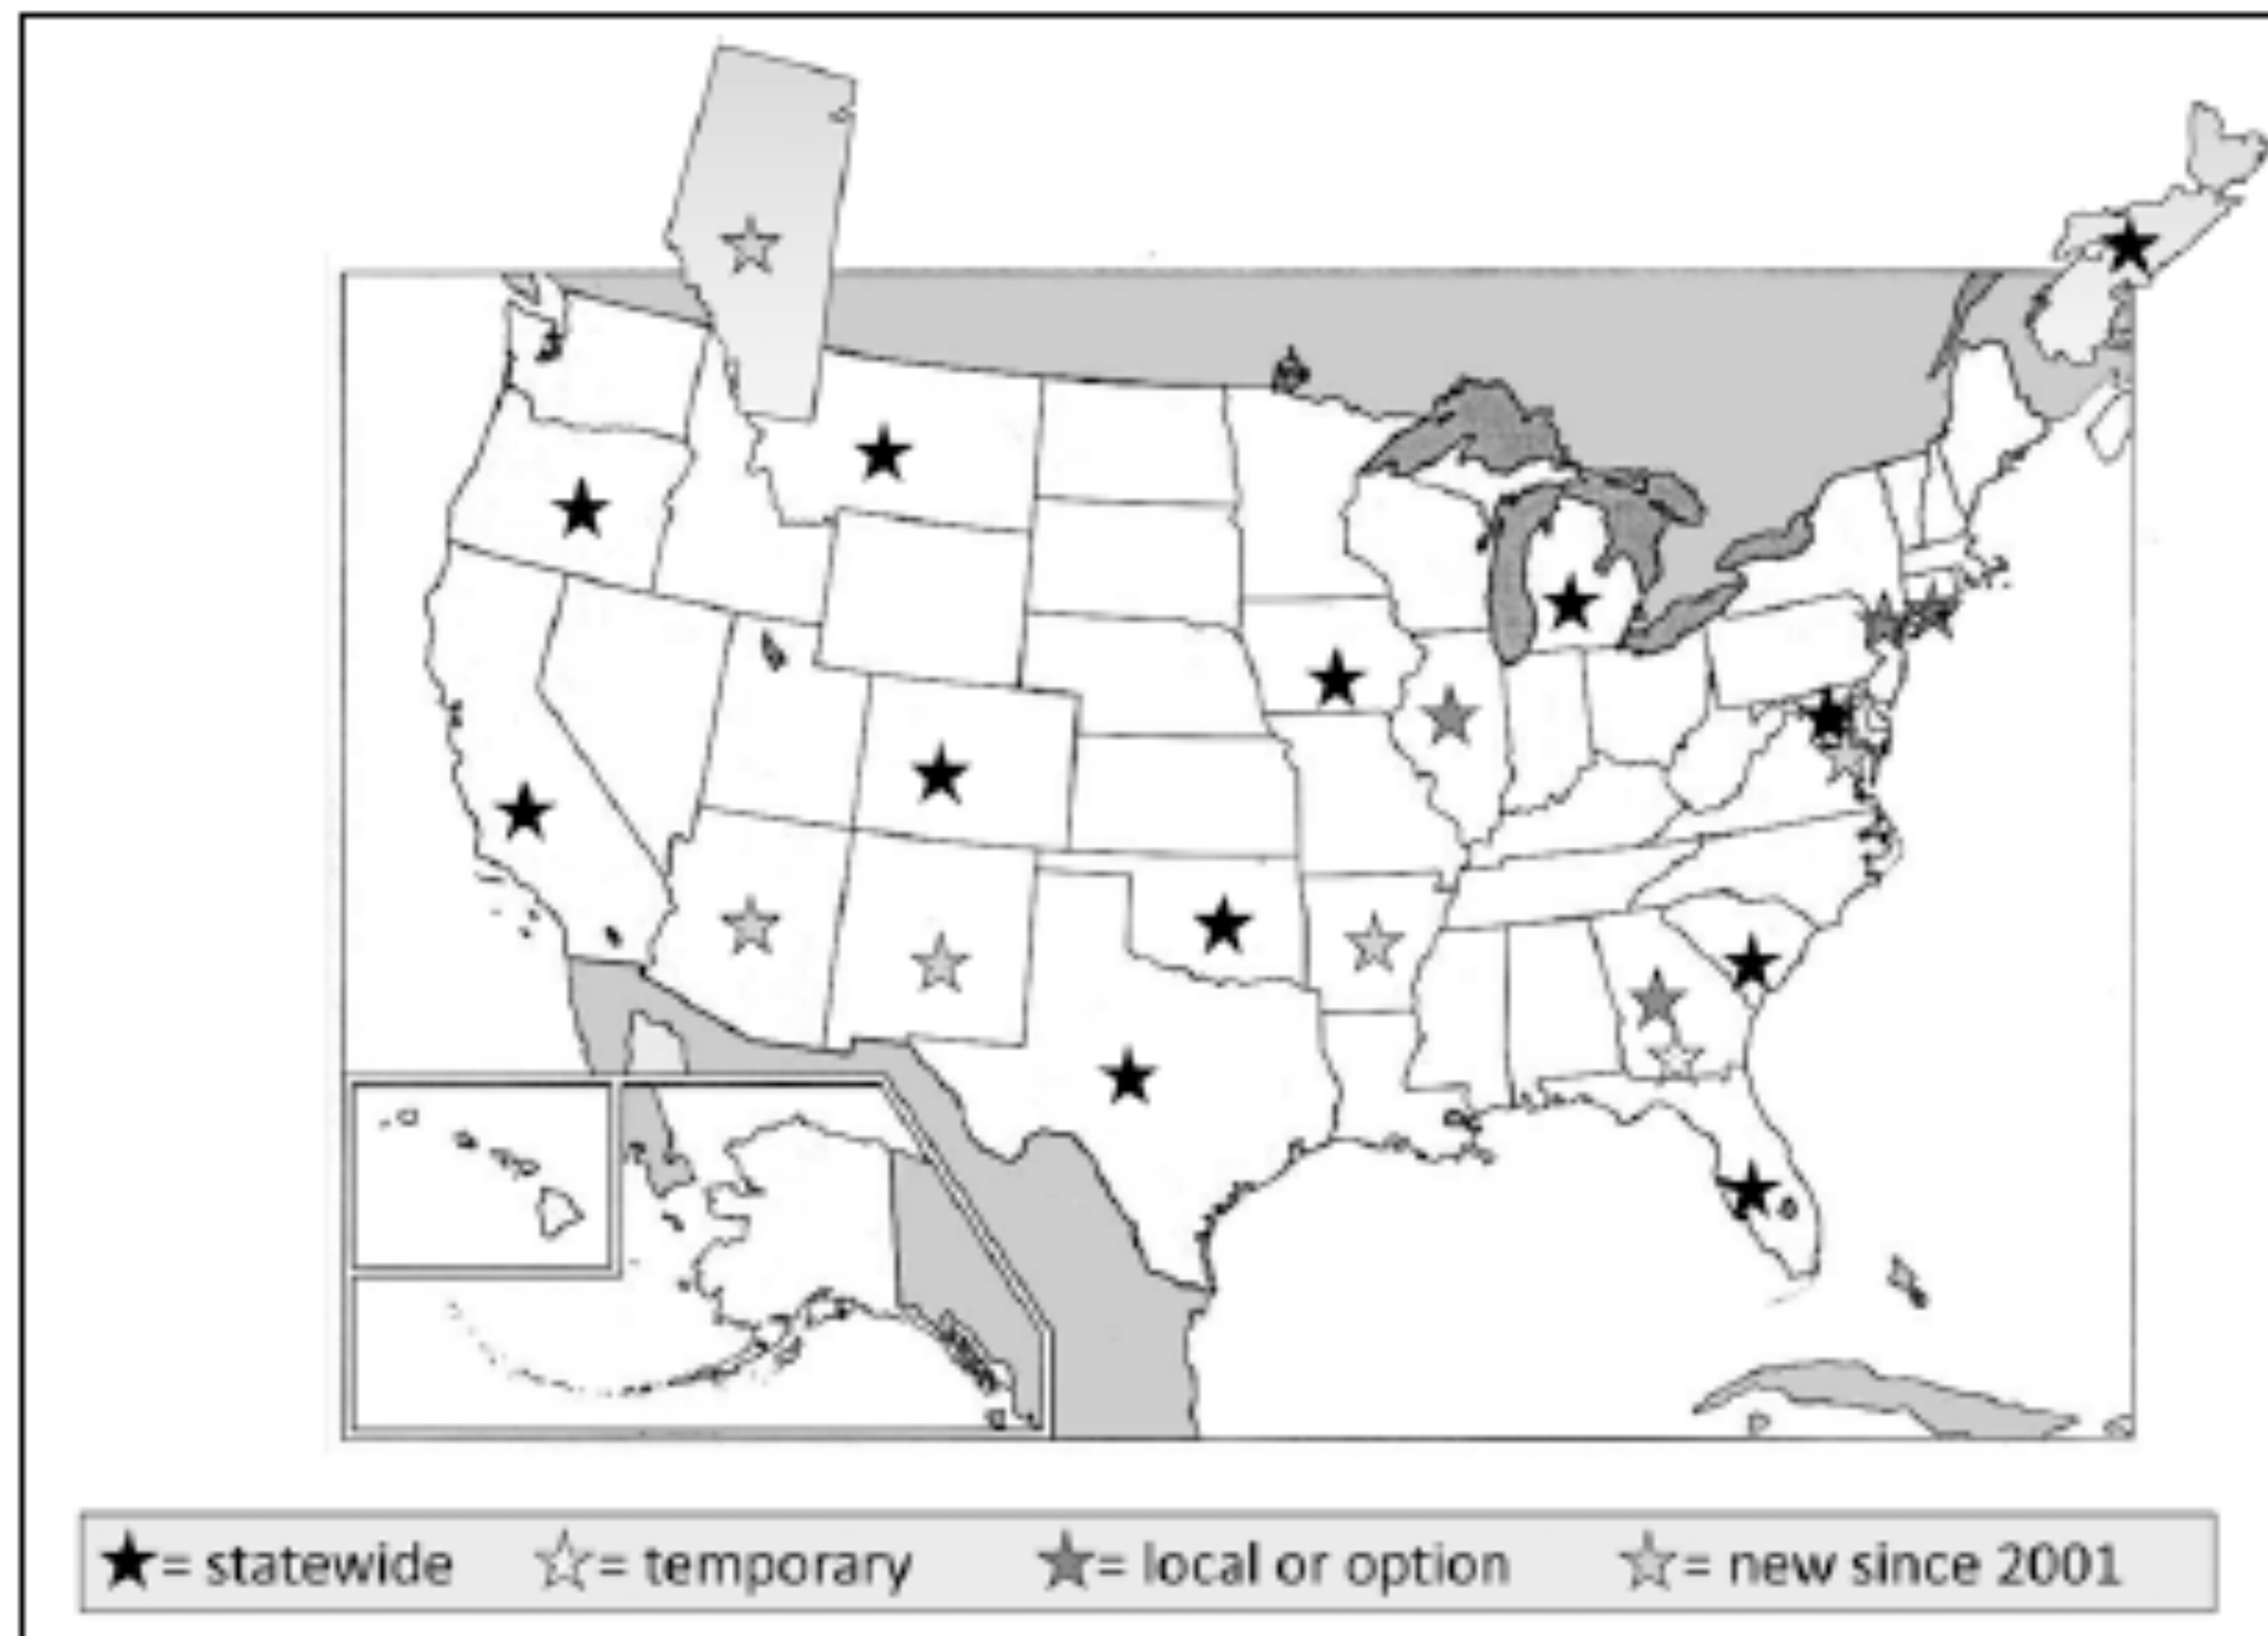 ★= statewide ☆= temporary ★= local or option ☆= new since 2001